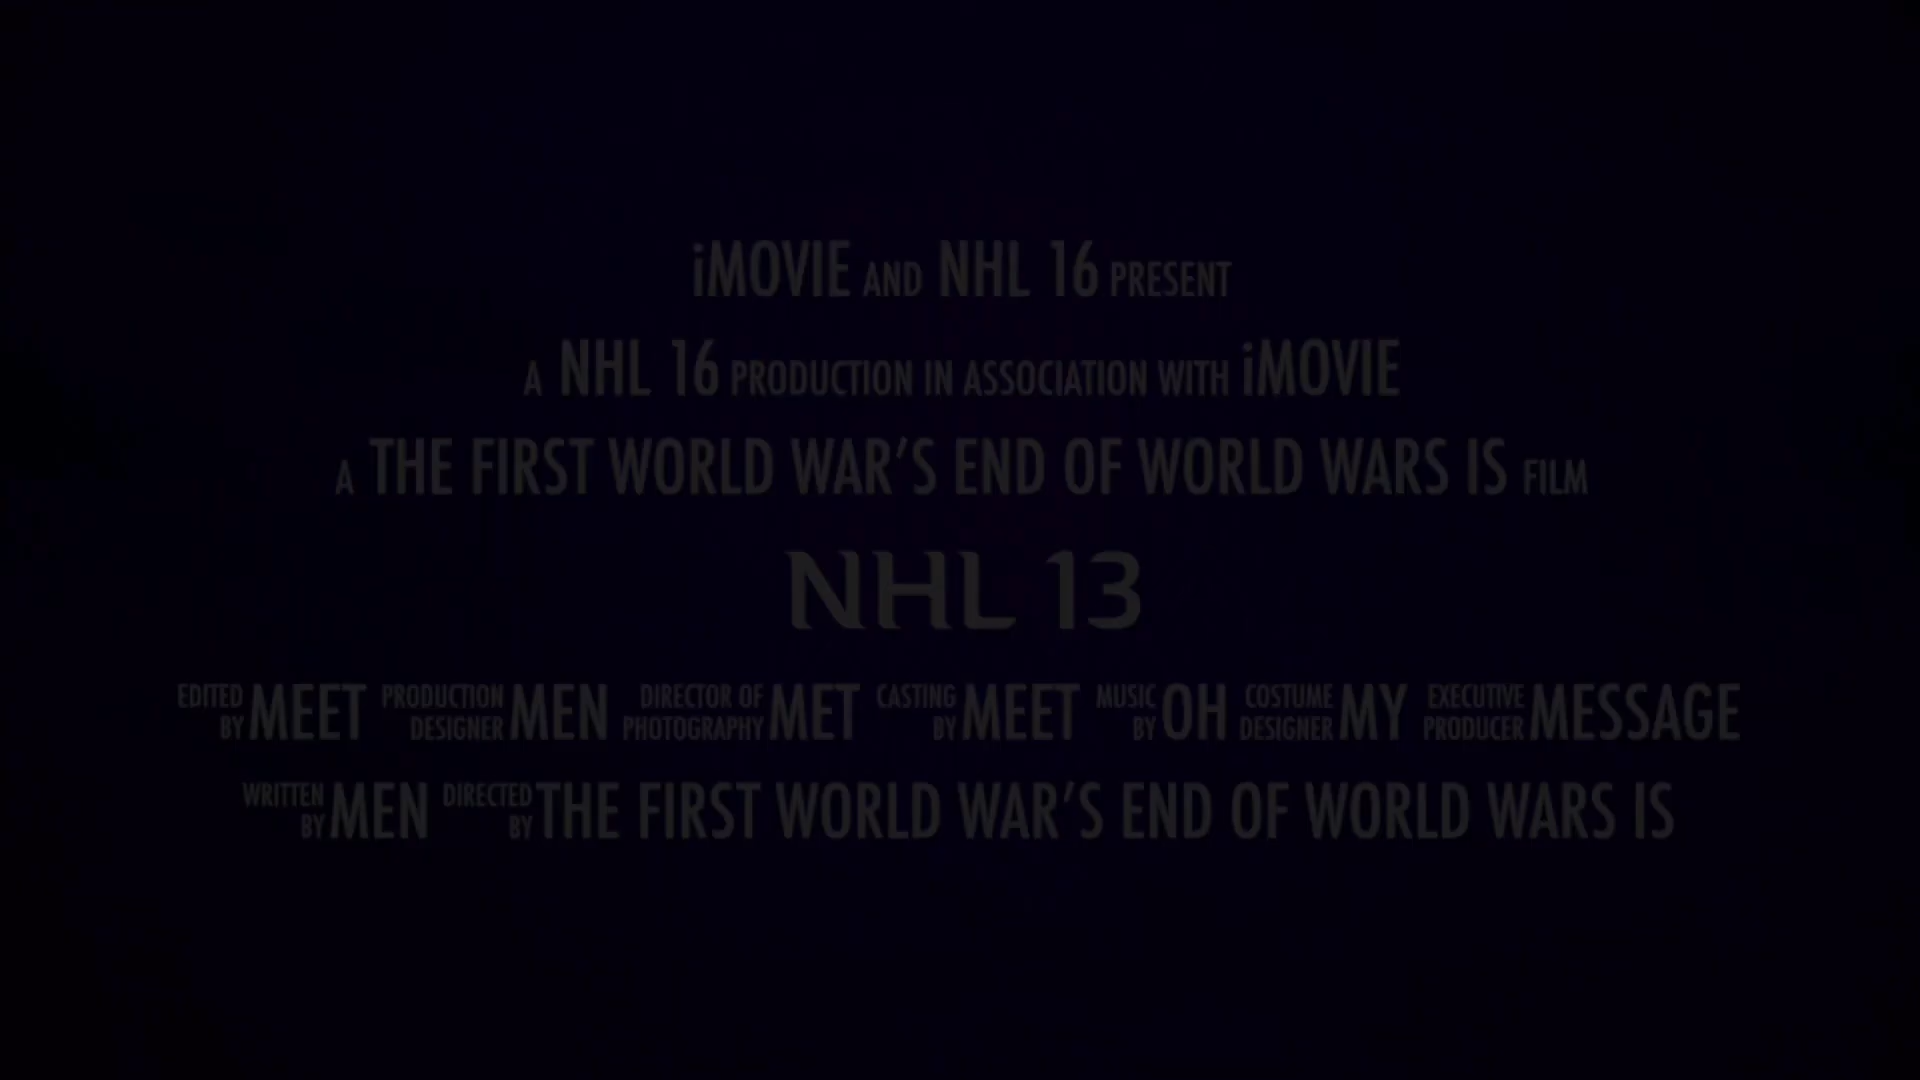 iMOVIE AND NHL 16 PRESENT
A NHL 16 PRODUCTION IN ASSOCIATION WITH iMOVIE
A THE FIRST WORLD WAR'S END OF WORLD WARS IS FILM
NHL 13
EDITED BY MEET PRODUCTION DESIGNER MEN DIRECTOR OF PHOTOGRAPHY MET CASTING BY MEET MUSIC BY OH COSTUME DESIGNER MY EXECUTIVE PRODUCER MESSAGE
WRITTEN BY MEN DIRECTED BY THE FIRST WORLD WAR'S END OF WORLD WARS IS